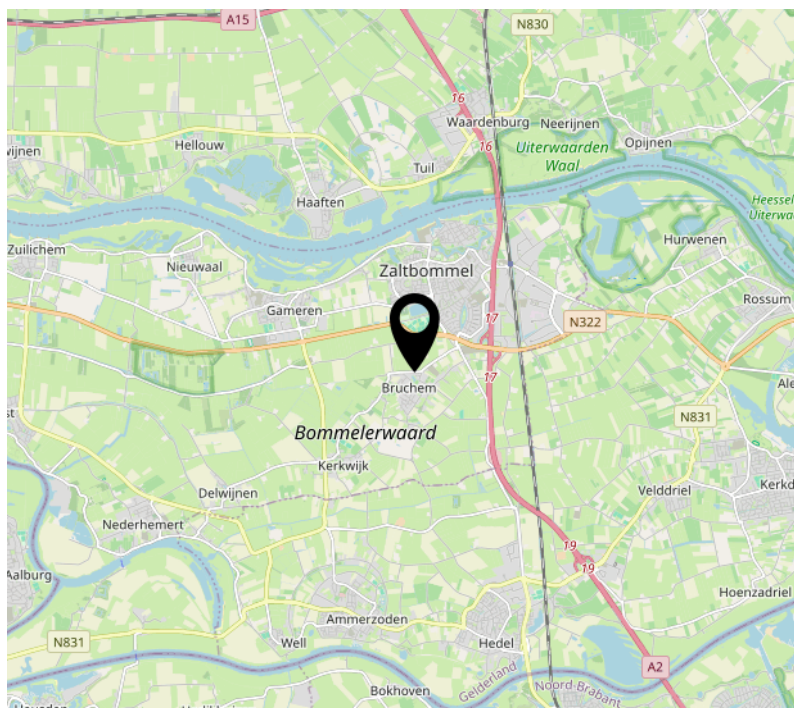 A15
N830
16
Waardenburg
Neerijnen
16
Opijnen
Hellouw
wijnen
Uiterwaarden
Waal
Tuil
Haaften
Heessel
Uiterwa
Hurwenen
Zuilichem
Nieuwaal
Zaltbommel
Rossum
Gameren
17
N322
17
Bruchem
Ale
st
N831
Bommelerwaard
Kerkwijk
Kerkd
Velddriel
Delwijnen
Nederhemert
19
19
Aalburg
Hoenzadriel
Ammerzoden
N831
Well
Hedel
A2
Gelderland
Noord-Brabant
Bokhoven